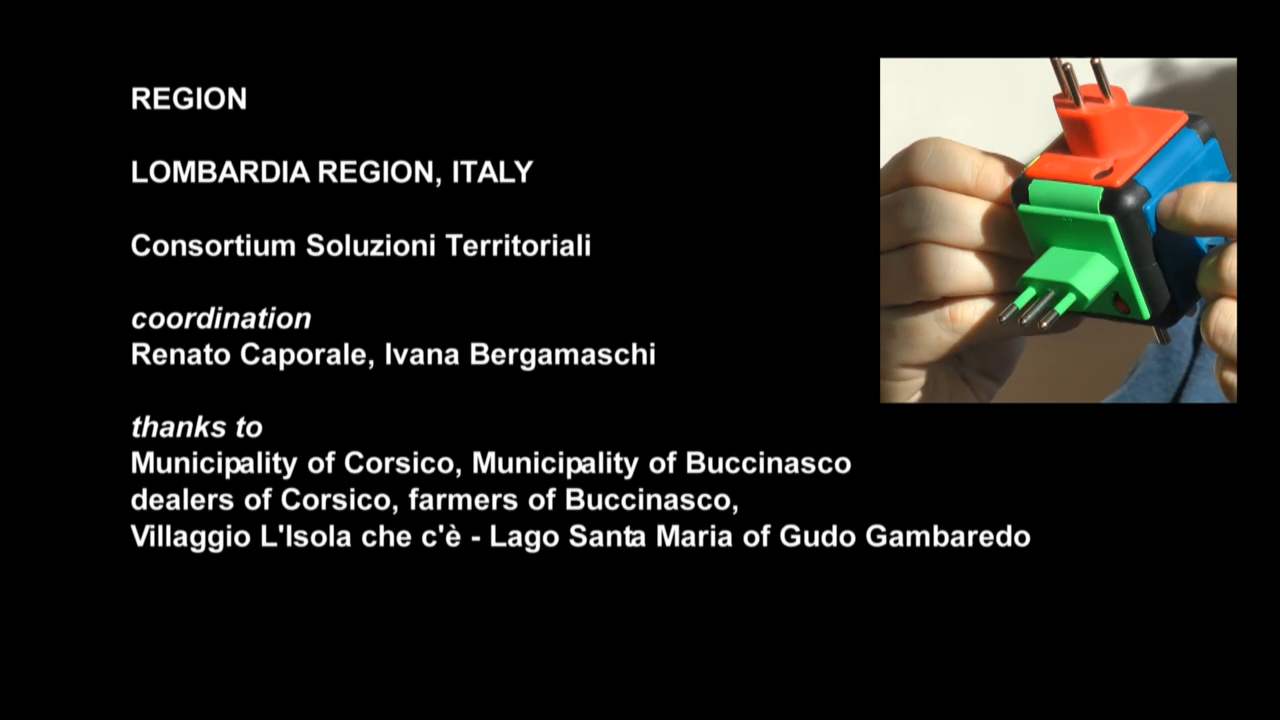 REGION
LOMBARDIA REGION, ITALY
Consortium Soluzioni Territoriali
coordination
Renato Caporale, Ivana Bergamaschi
thanks to
Municipality of Corsico, Municipality of Buccinasco
dealers of Corsico, farmers of Buccinasco,
Villaggio L'Isola che c'è - Lago Santa Maria of Gudo Gambaredo